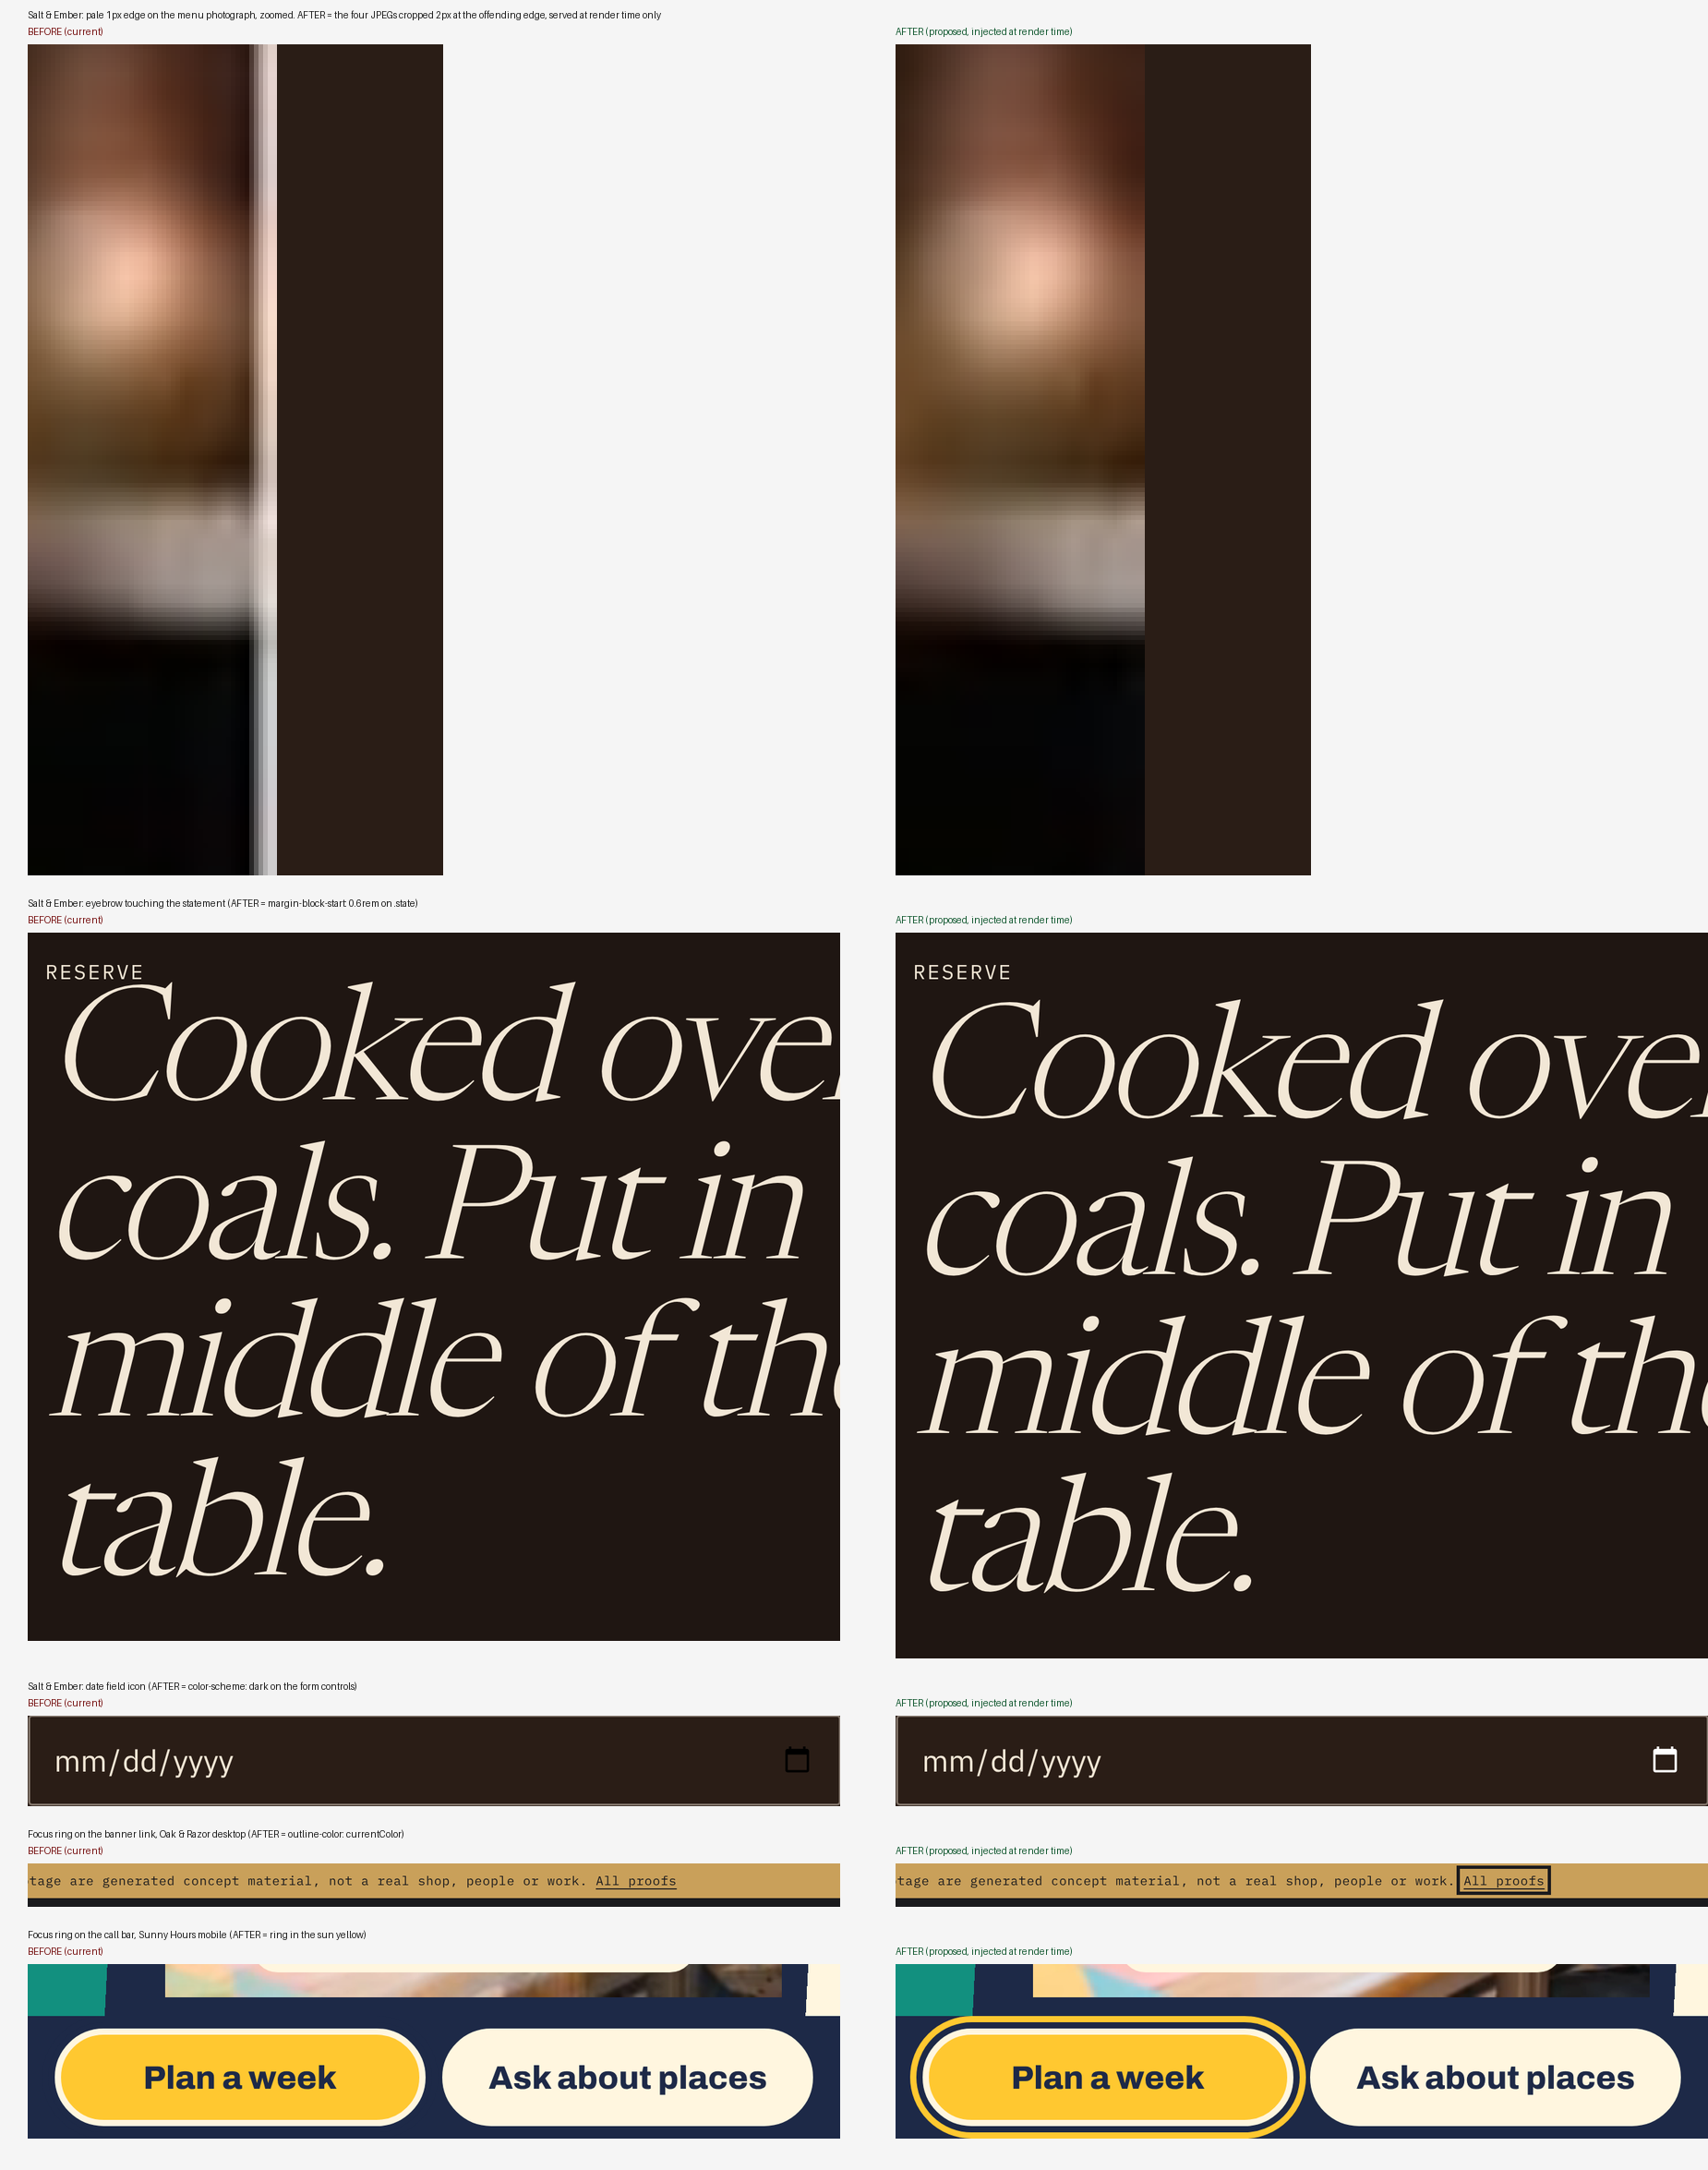 Salt & Ember: pale 1px edge on the menu photograph, zoomed. AFTER = the four JPEGs cropped 2px at the offending edge, served at render time only
BEFORE (current)
AFTER (proposed, injected at render time)
Salt & Ember: eyebrow touching the statement (AFTER = margin-block-start: 0.6rem on .state)
BEFORE (current)
AFTER (proposed, injected at render time)
RESERVE
Cooked over
coals. Put in
middle of the
table.
RESERVE
Cooked over
coals. Put in
middle of the
table.
Salt & Ember: date field icon (AFTER = color-scheme: dark on the form controls)
BEFORE (current)
AFTER (proposed, injected at render time)
mm/dd/yyyy
mm/dd/yyyy
Focus ring on the banner link, Oak & Razor desktop (AFTER = outline-color: currentColor)
BEFORE (current)
AFTER (proposed, injected at render time)
tage are generated concept material, not a real shop, people or work. All proofs
tage are generated concept material, not a real shop, people or work. All proofs
Focus ring on the call bar, Sunny Hours mobile (AFTER = ring in the sun yellow)
BEFORE (current)
AFTER (proposed, injected at render time)
Plan a week
Ask about places
Plan a week
Ask about places